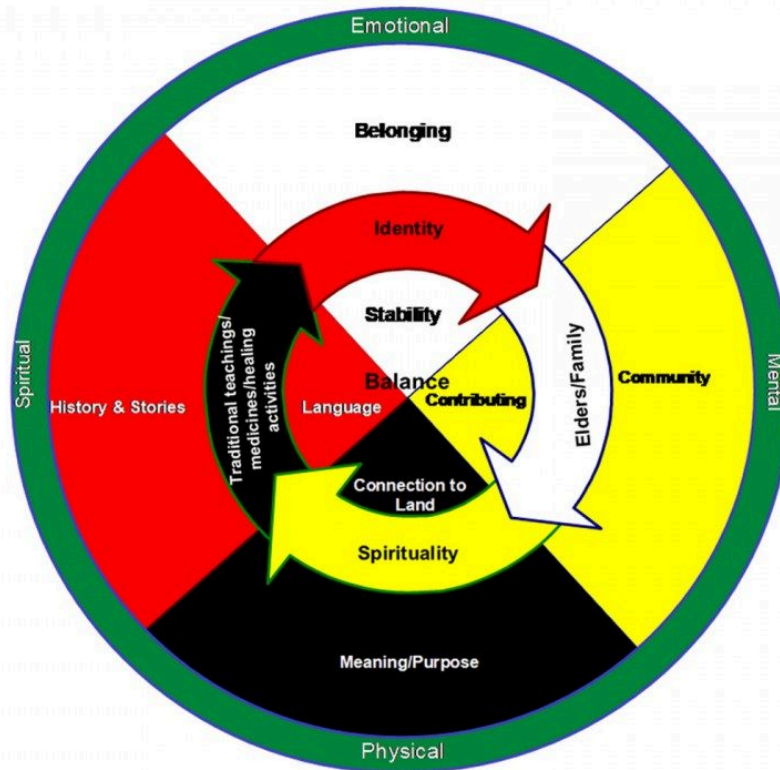 Emotional
Belonging
Identity
Stability
Balance
Spiritual
History & Stories
Traditional teachings/
medicines/healing
activities
Language
Contributing
Elders/Family
Community
Mental
Connection to
Land
Spirituality
Meaning/Purpose
Physical